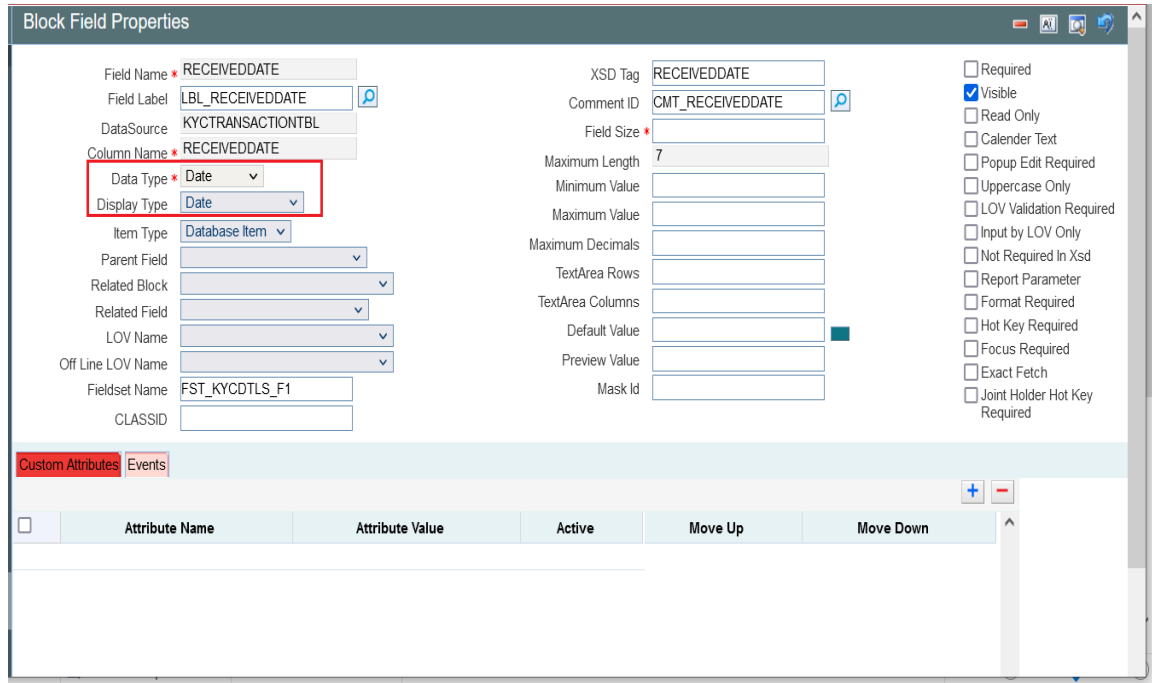 Block Field Properties
Field Name * RECEIVEDDATE
Field Label LBL_RECEIVEDDATE
DataSource KYCTRANSACTIONTBL
Column Name * RECEIVEDDATE
Data Type * Date
Display Type Date
Item Type Database Item
Parent Field
Related Block
Related Field
LOV Name
Off Line LOV Name
Fieldset Name FST_KYCDTLS_F1
CLASSID
XSD Tag RECEIVEDDATE
Comment ID CMT_RECEIVEDDATE
Field Size *
Maximum Length 7
Minimum Value
Maximum Value
Maximum Decimals
TextArea Rows
TextArea Columns
Default Value
Preview Value
Mask Id
Required
Visible
Read Only
Calender Text
Popup Edit Required
Uppercase Only
LOV Validation Required
Input by LOV Only
Not Required In Xsd
Report Parameter
Format Required
Hot Key Required
Focus Required
Exact Fetch
Joint Holder Hot Key
Required
Custom Attributes Events
Attribute Name Attribute Value Active Move Up Move Down